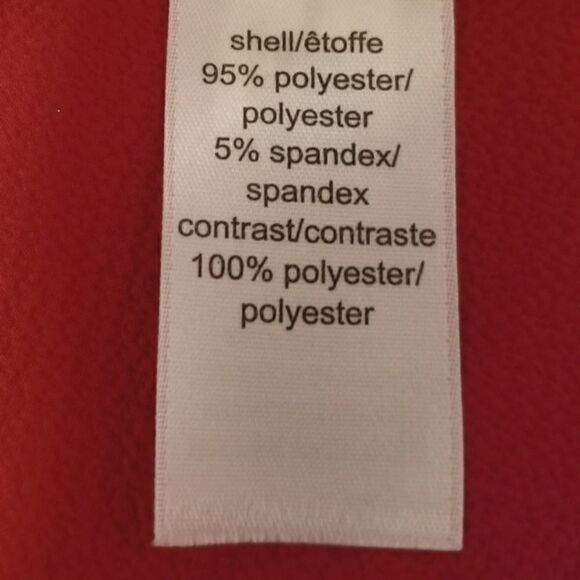 shell/êtoffe
95% polyester/
polyester
5% spandex/
spandex
contrast/contraste
100% polyester/
polyester